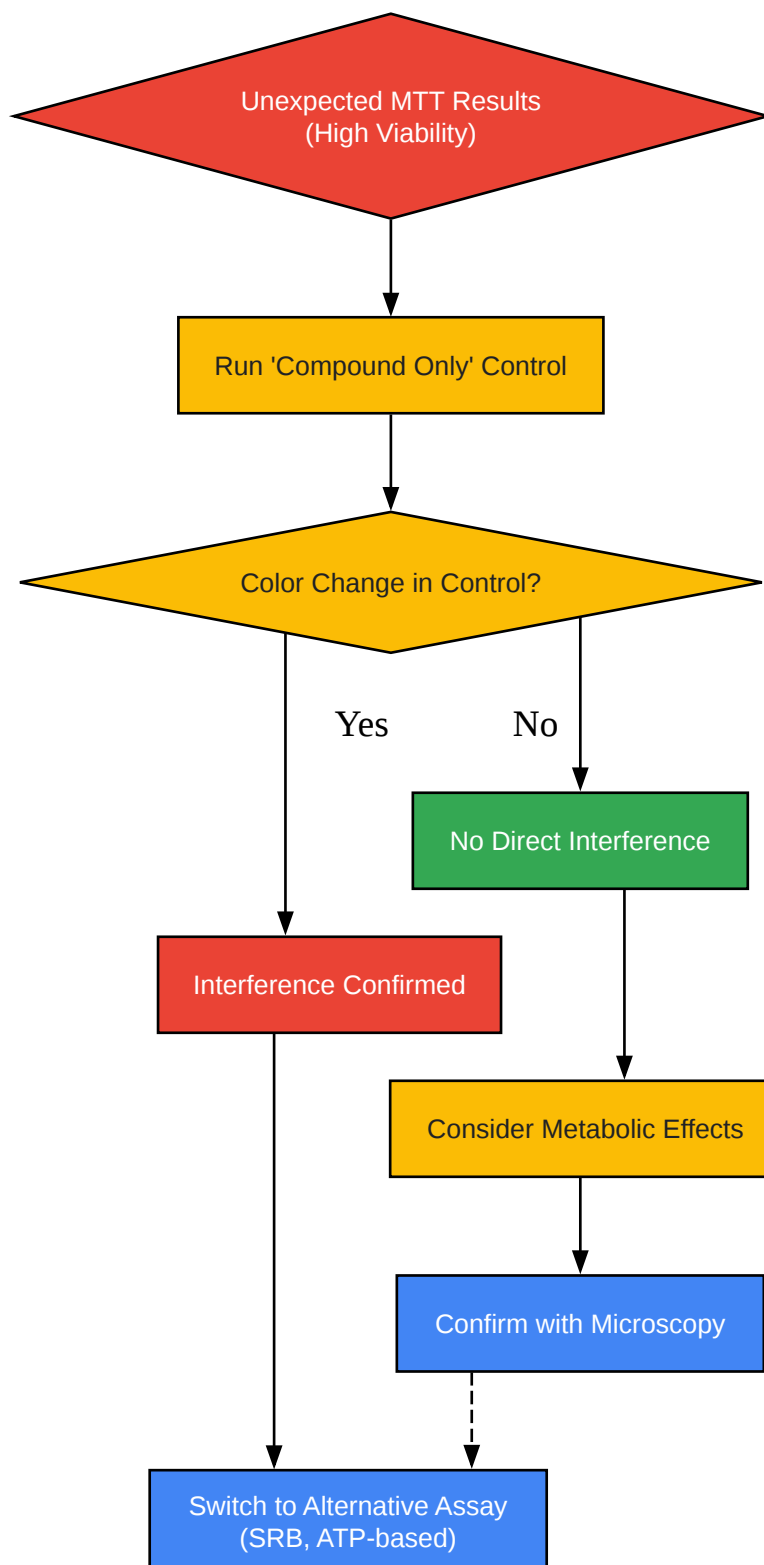 Unexpected MTT Results
(High Viability)
Run 'Compound Only' Control
Color Change in Control?
Yes
No
No Direct Interference
Interference Confirmed
Consider Metabolic Effects
Confirm with Microscopy
Switch to Alternative Assay
(SRB, ATP-based)